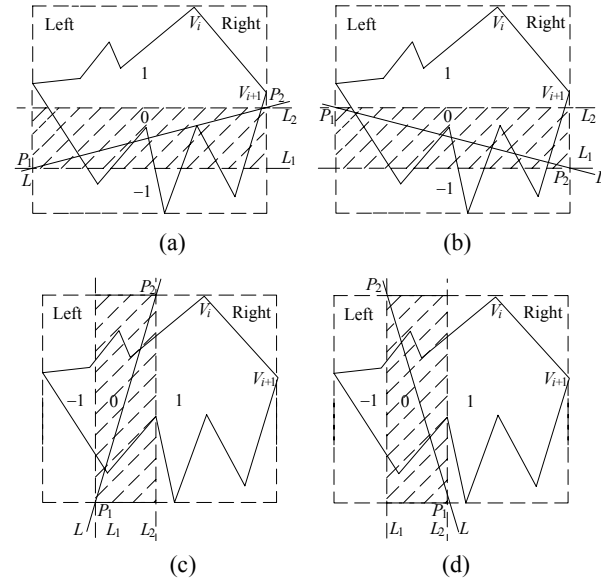 Left V_i Right
1
V_{i+1} P_2
0 L_2
P_1 L_1
L −1
(a)
Left V_i Right
1
V_{i+1}
P_1 0 L_2
L_1
P_2 L
−1
(b)
P_2
Left V_i Right
V_{i+1}
−1 0 1
P_1
L L_1 L_2
(c)
P_2
Left V_i Right
V_{i+1}
−1 0 1
P_1
L_1 L_2 L
(d)